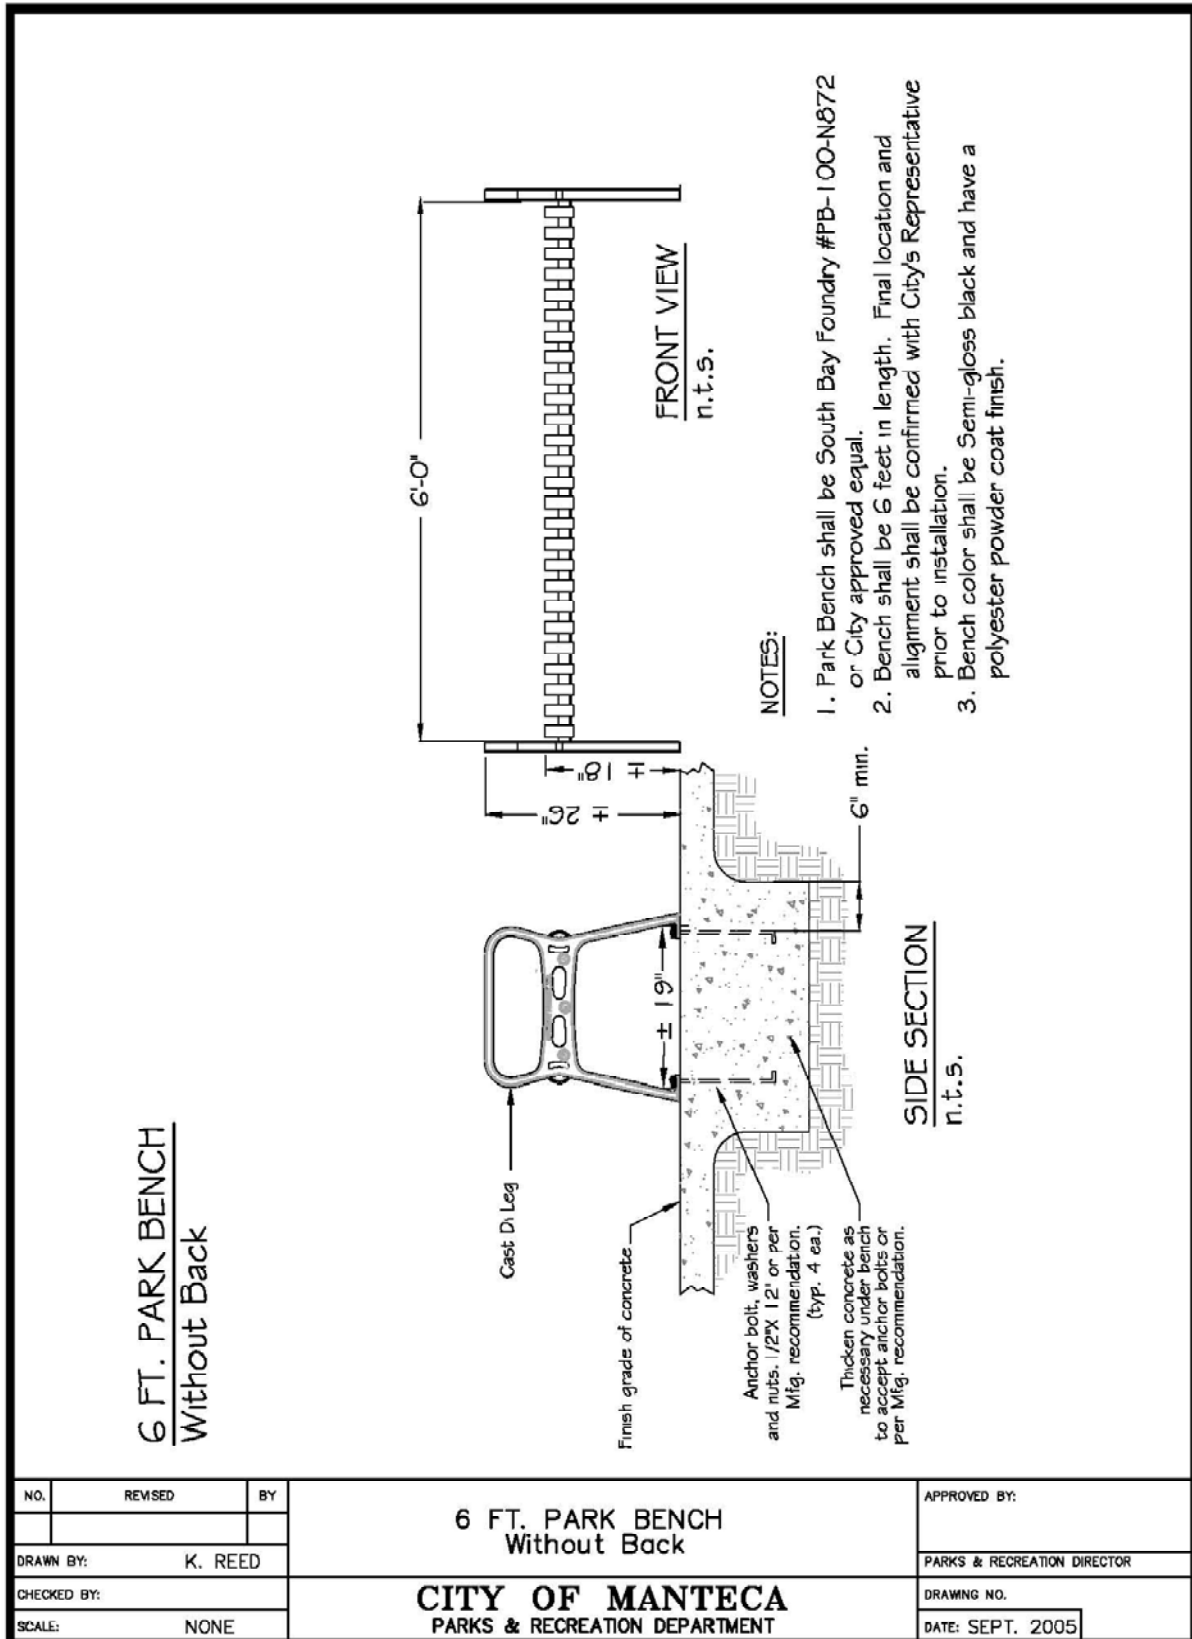 6 FT. PARK BENCH
Without Back
Cast Di Leg
Finish grade of concrete
Anchor bolt, washers
and nuts. 1/2"X 12" or per
Mfg. recommendation.
(typ. 4 ea.)
Thicken concrete as
necessary under bench
to accept anchor bolts or
per Mfg. recommendation.
± 19"
± 26"
± 18"
6" min.
SIDE SECTION
n.t.s.
6'-0"
FRONT VIEW
n.t.s.
NOTES:
1. Park Bench shall be South Bay Foundry #PB-100-N872
or City approved equal.
2. Bench shall be 6 feet in length. Final location and
alignment shall be confirmed with City's Representative
prior to installation.
3. Bench color shall be Semi-gloss black and have a
polyester powder coat finish.
NO. REVISED BY
DRAWN BY: K. REED
CHECKED BY:
SCALE: NONE
6 FT. PARK BENCH
Without Back
CITY OF MANTECA
PARKS & RECREATION DEPARTMENT
APPROVED BY:
PARKS & RECREATION DIRECTOR
DRAWING NO.
DATE: SEPT. 2005